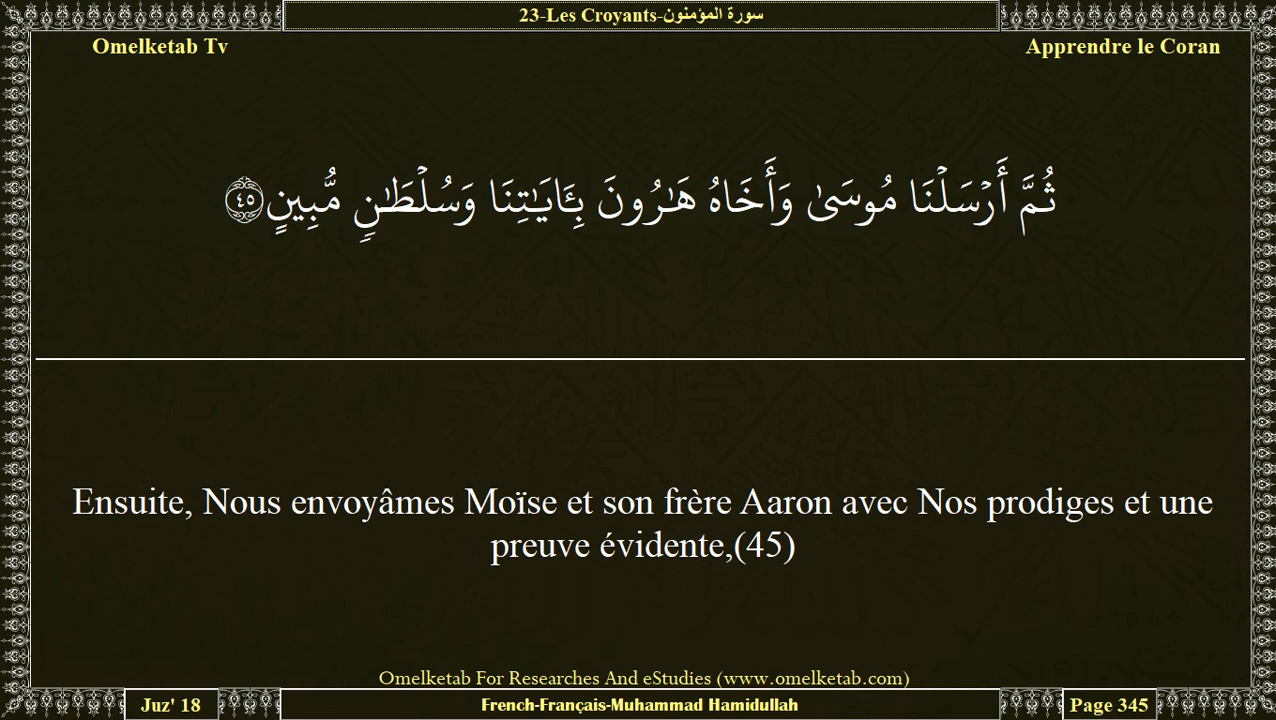 23-Les Croyants-سورة المؤمنون
Omelketab Tv
Apprendre le Coran
ثُمَّ أَرۡسَلۡنَا مُوسَىٰ وَأَخَاهُ هَٰرُونَ بِـَٔايَٰتِنَا وَسُلۡطَٰنٖ مُّبِينٍ ٤٥
Ensuite, Nous envoyâmes Moïse et son frère Aaron avec Nos prodiges et une
preuve évidente,(45)
Omelketab For Researches And eStudies (www.omelketab.com)
Juz' 18
French-Français-Muhammad Hamidullah
Page 345